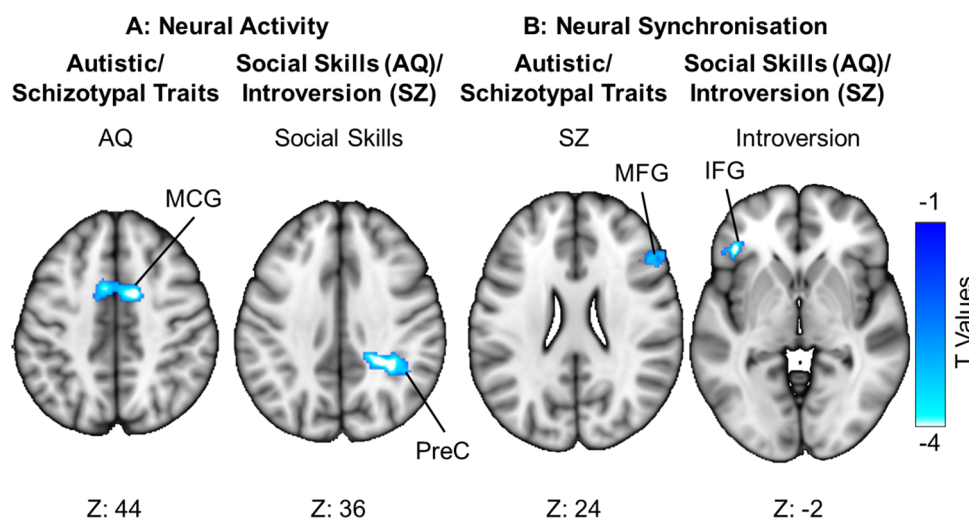 A: Neural Activity
B: Neural Synchronisation
Autistic/
Schizotypal Traits
Social Skills (AQ)/
Introversion (SZ)
Autistic/
Schizotypal Traits
Social Skills (AQ)/
Introversion (SZ)
AQ
Social Skills
SZ
Introversion
MCG
PreC
MFG
IFG
-1
T Values
-4
Z: 44
Z: 36
Z: 24
Z: -2